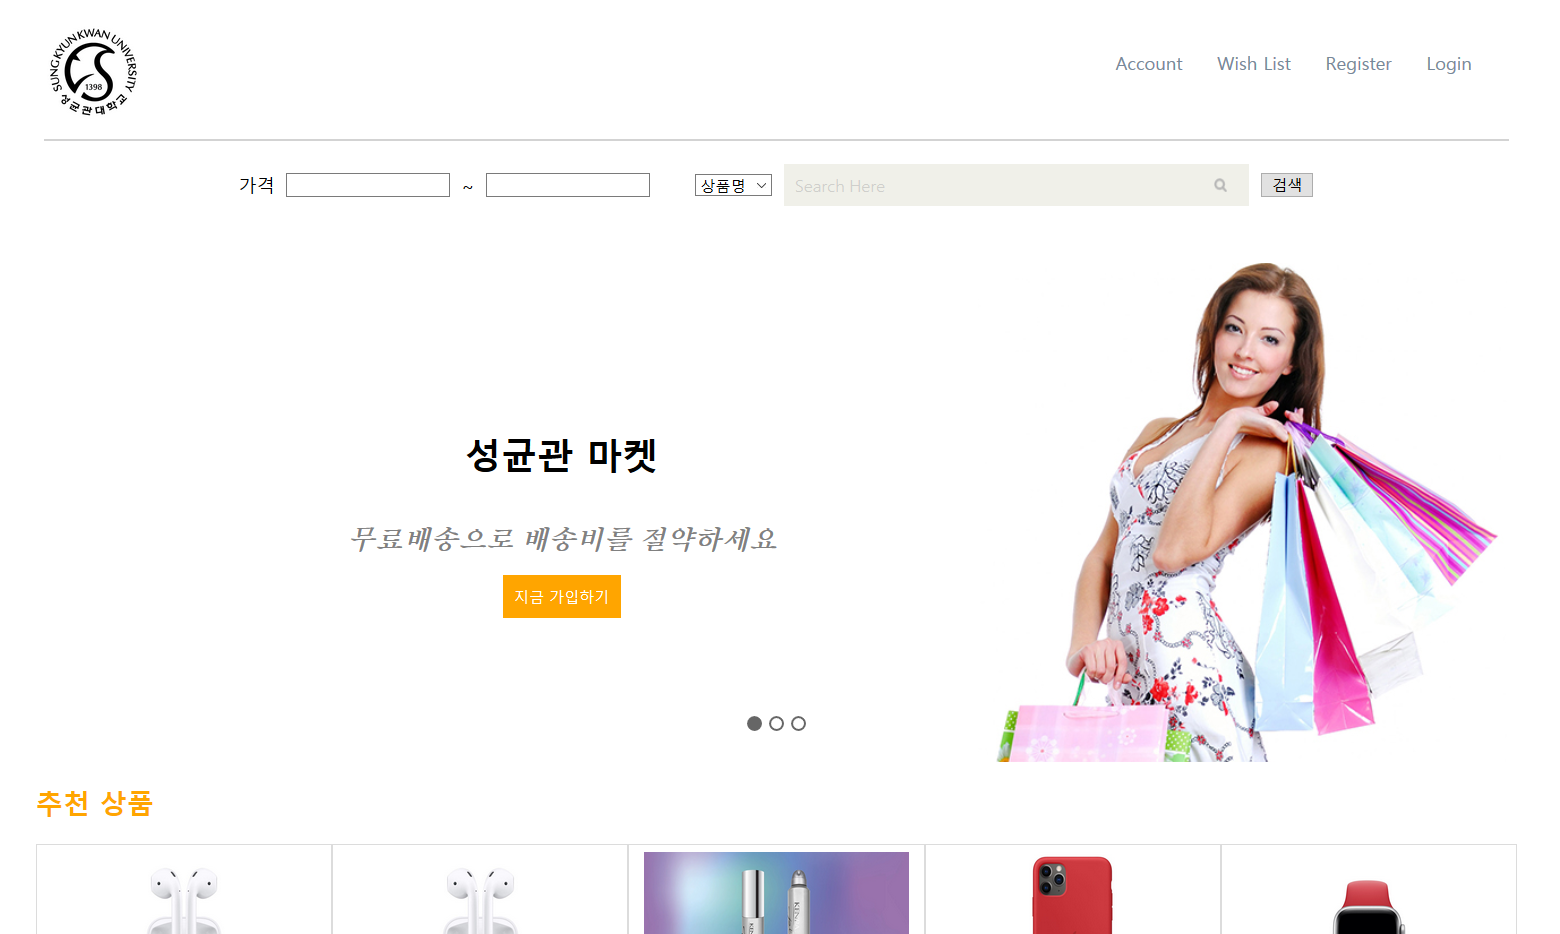 SUNGKYUNKWAN UNIVERSITY
1398
성균관대학교
Account Wish List Register Login
가격 ~ 상품명 Search Here 검색
성균관 마켓
무료배송으로 배송비를 절약하세요
지금 가입하기
추천 상품